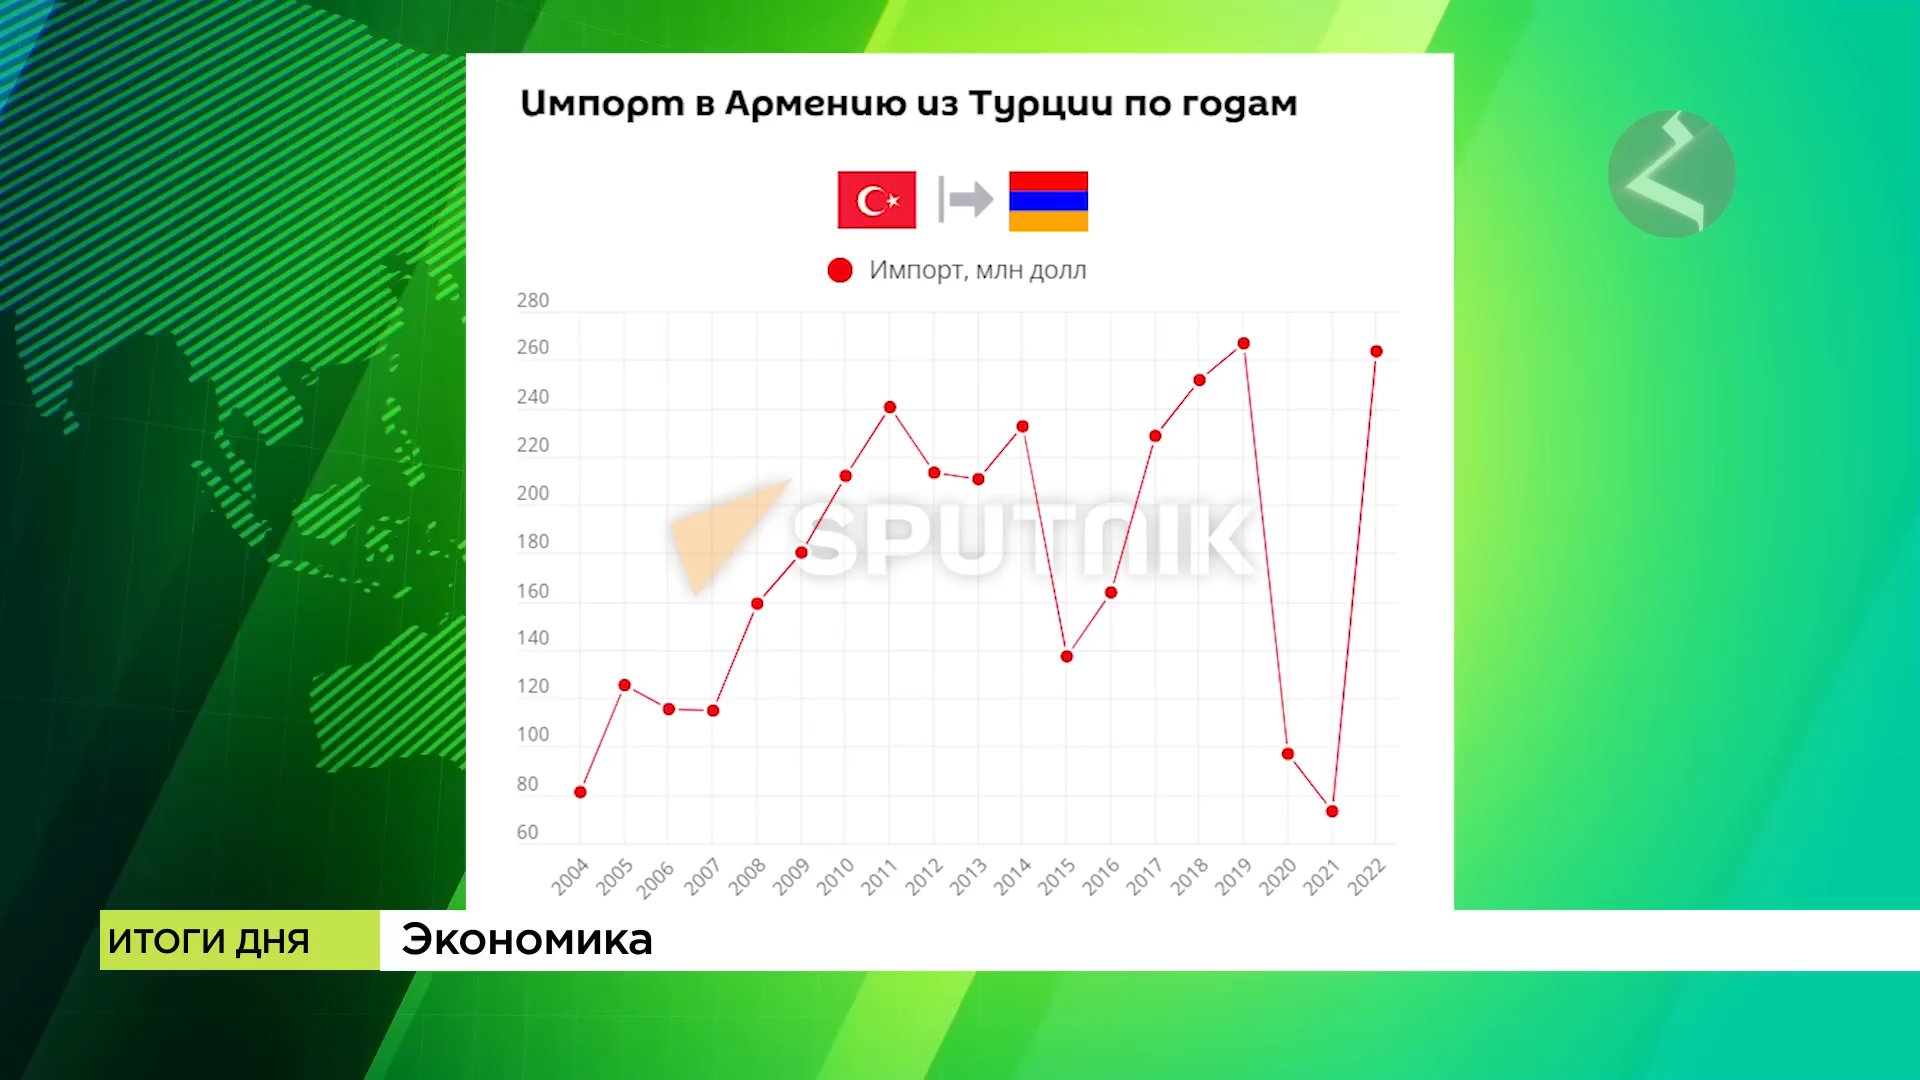 Импорт в Армению из Турции по годам
Импорт, млн долл
280
260
240
220
200
180
160
140
120
100
80
60
SPUTNIK
2004 2005 2006 2007 2008 2009 2010 2011 2012 2013 2014 2015 2016 2017 2018 2019 2020 2021 2022
ИТОГИ ДНЯ Экономика